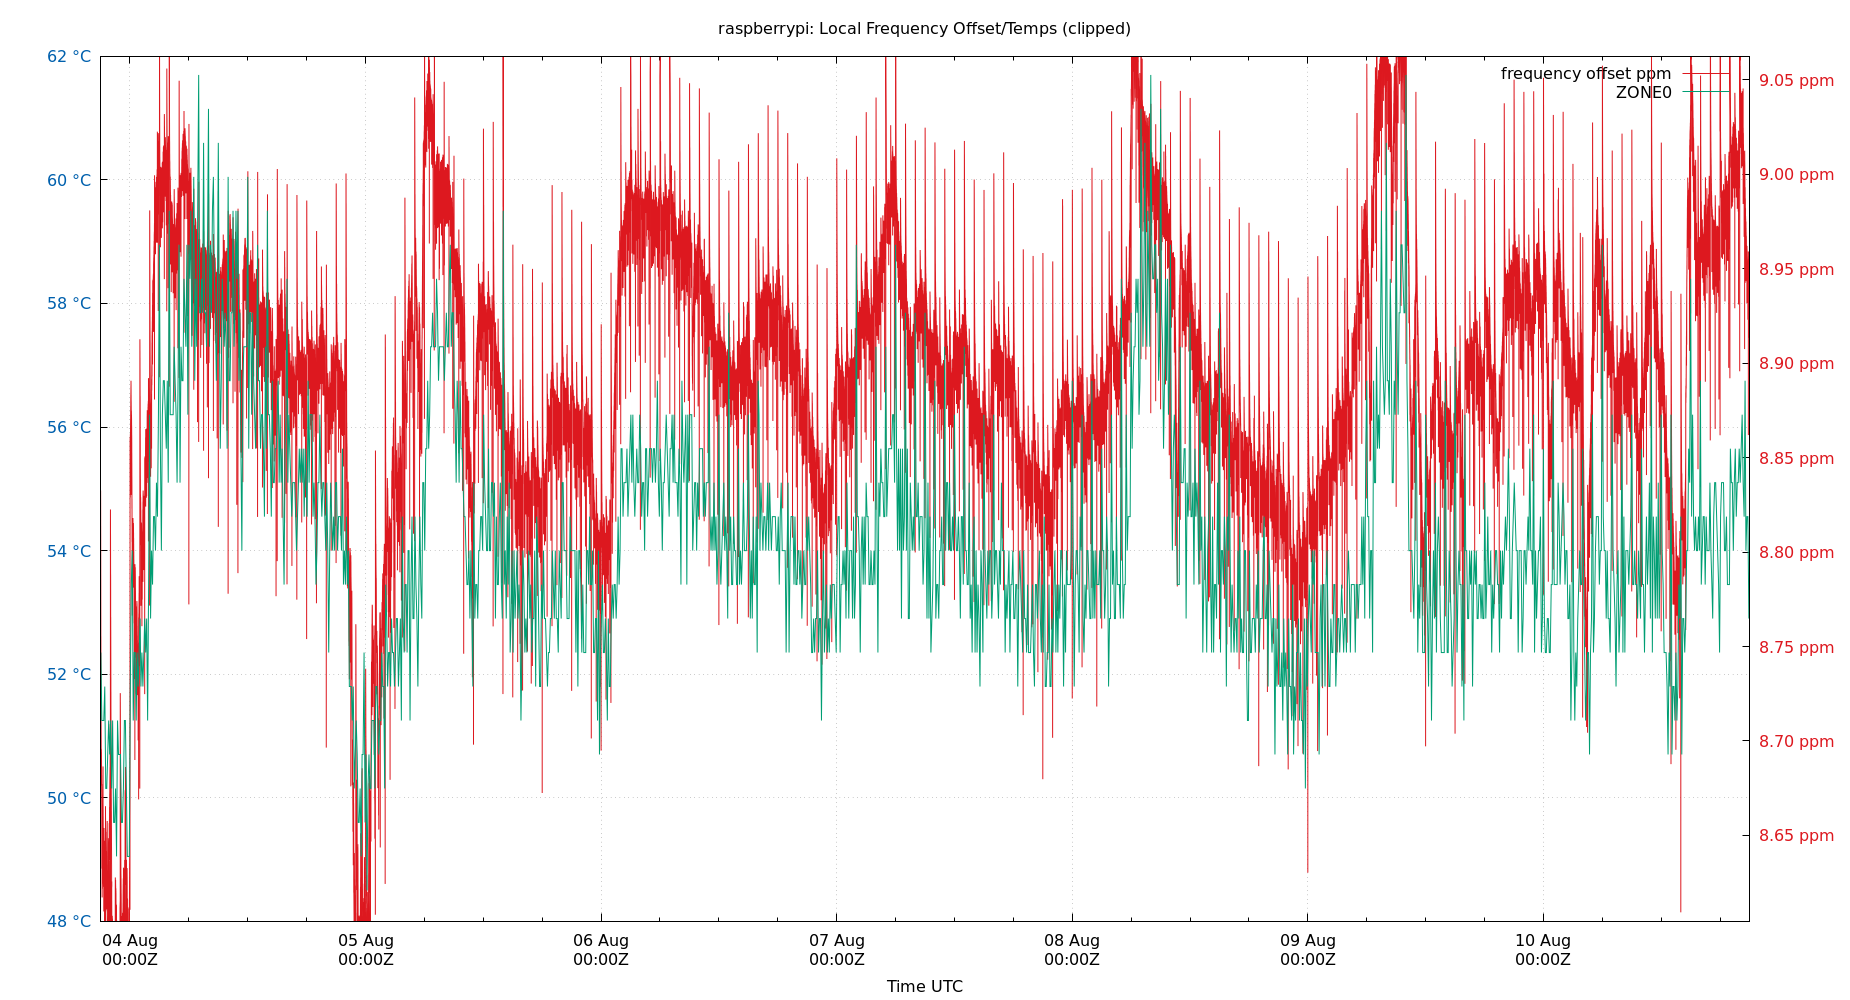 raspberrypi: Local Frequency Offset/Temps (clipped)
62 °C
60 °C
58 °C
56 °C
54 °C
52 °C
50 °C
48 °C
frequency offset ppm
ZONE0
9.05 ppm
9.00 ppm
8.95 ppm
8.90 ppm
8.85 ppm
8.80 ppm
8.75 ppm
8.70 ppm
8.65 ppm
04 Aug
00:00Z
05 Aug
00:00Z
06 Aug
00:00Z
07 Aug
00:00Z
08 Aug
00:00Z
09 Aug
00:00Z
10 Aug
00:00Z
Time UTC